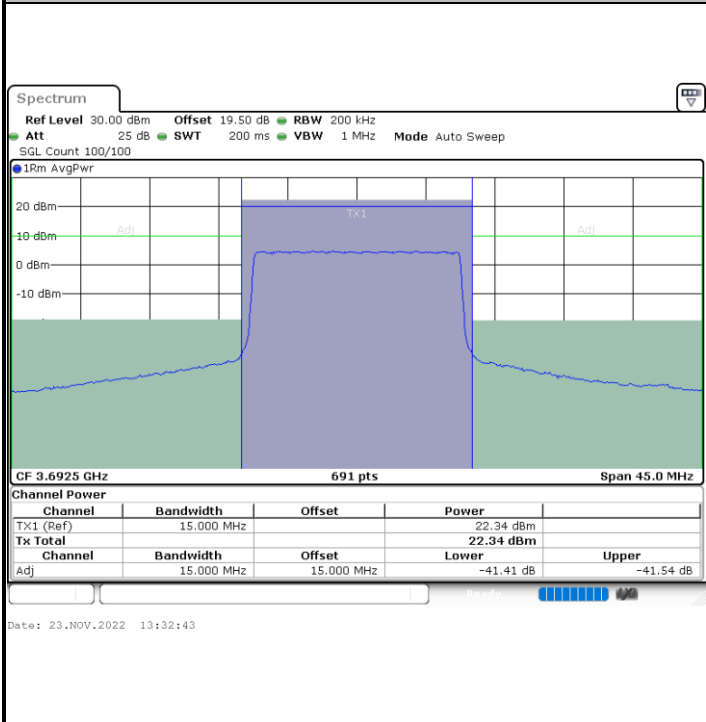 Spectrum
Ref Level 30.00 dBm Offset 19.50 dB RBW 200 kHz
Att 25 dB SWT 200 ms VBW 1 MHz Mode Auto Sweep
SGL Count 100/100
1Rm AvgPwr
20 dBm
TX1
10 dBm Adj Adj
0 dBm
-10 dBm
CF 3.6925 GHz 691 pts Span 45.0 MHz
Channel Power
Channel Bandwidth Offset Power
TX1 (Ref) 15.000 MHz 22.34 dBm
Tx Total 22.34 dBm
Channel Bandwidth Offset Lower Upper
Adj 15.000 MHz 15.000 MHz -41.41 dB -41.54 dB
Ready
Date: 23.NOV.2022 13:32:43